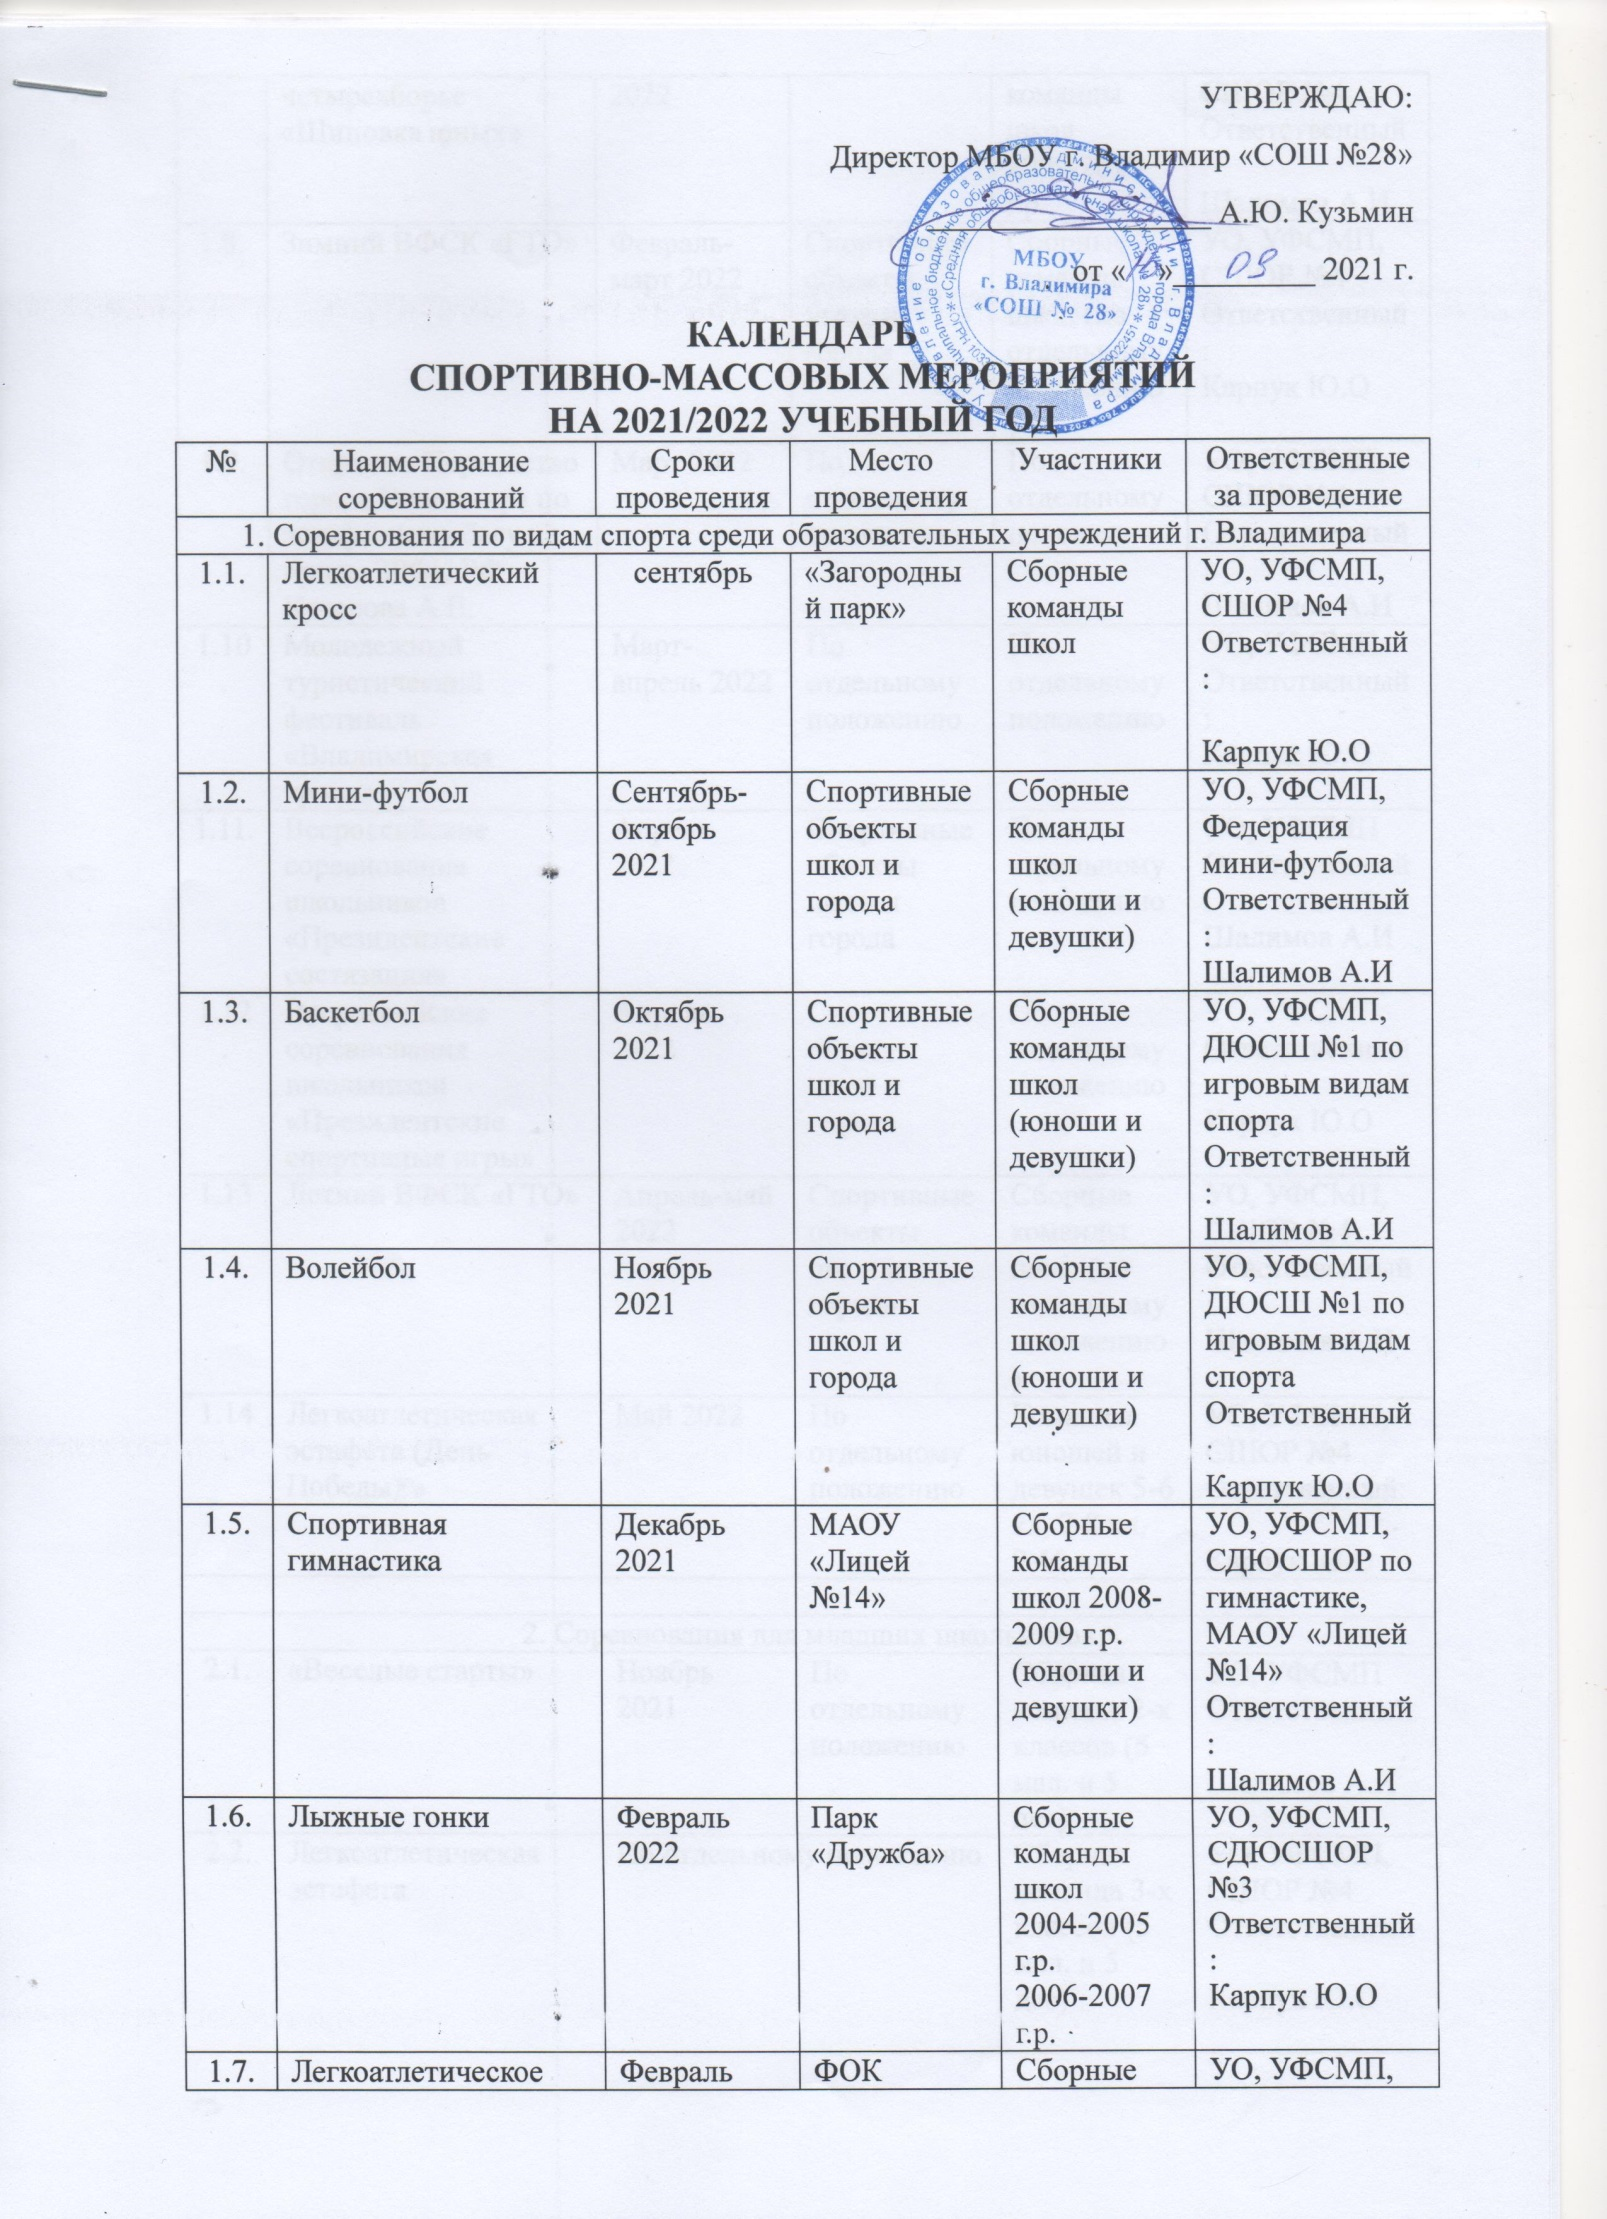 УТВЕРЖДАЮ:
Директор МБОУ г. Владимир «СОШ №28»
А.Ю. Кузьмин
от « » 09 2021 г.
МБОУ
г. Владимира
«СОШ № 28»
КАЛЕНДАРЬ
СПОРТИВНО-МАССОВЫХ МЕРОПРИЯТИЙ
НА 2021/2022 УЧЕБНЫЙ ГОД
№ Наименование соревнований Сроки проведения Место проведения Участники Ответственные за проведение
1. Соревнования по видам спорта среди образовательных учреждений г. Владимира
1.1. Легкоатлетический сентябрь «Загородны Сборные УО, УФСМП,
кросс й парк» команды СШОР №4
школ Ответственный
:
Карпук Ю.О
1.2. Мини-футбол Сентябрь- Спортивные Сборные УО, УФСМП,
октябрь объекты команды Федерация
2021 школ и школ мини-футбола
города (юноши и Ответственный
девушки) :
Шалимов А.И
1.3. Баскетбол Октябрь Спортивные Сборные УО, УФСМП,
2021 объекты команды ДЮСШ №1 по
школ и школ игровым видам
города (юноши и спорта
девушки) Ответственный
:
Шалимов А.И
1.4. Волейбол Ноябрь Спортивные Сборные УО, УФСМП,
2021 объекты команды ДЮСШ №1 по
школ и школ игровым видам
города (юноши и спорта
девушки) Ответственный
Карпук Ю.О
1.5. Спортивная Декабрь МАОУ Сборные УО, УФСМП,
гимнастика 2021 «Лицей команды СДЮСШОР по
№14» школ 2008- гимнастике,
2009 г.р. МАОУ «Лицей
(юноши и №14»
девушки) Ответственный
:
Шалимов А.И
1.6. Лыжные гонки Февраль Парк Сборные УО, УФСМП,
2022 «Дружба» команды СДЮСШОР
школ №3
2004-2005 Ответственный
г.р. :
2006-2007 Карпук Ю.О
г.р.
1.7. Легкоатлетическое Февраль ФОК Сборные УО, УФСМП,